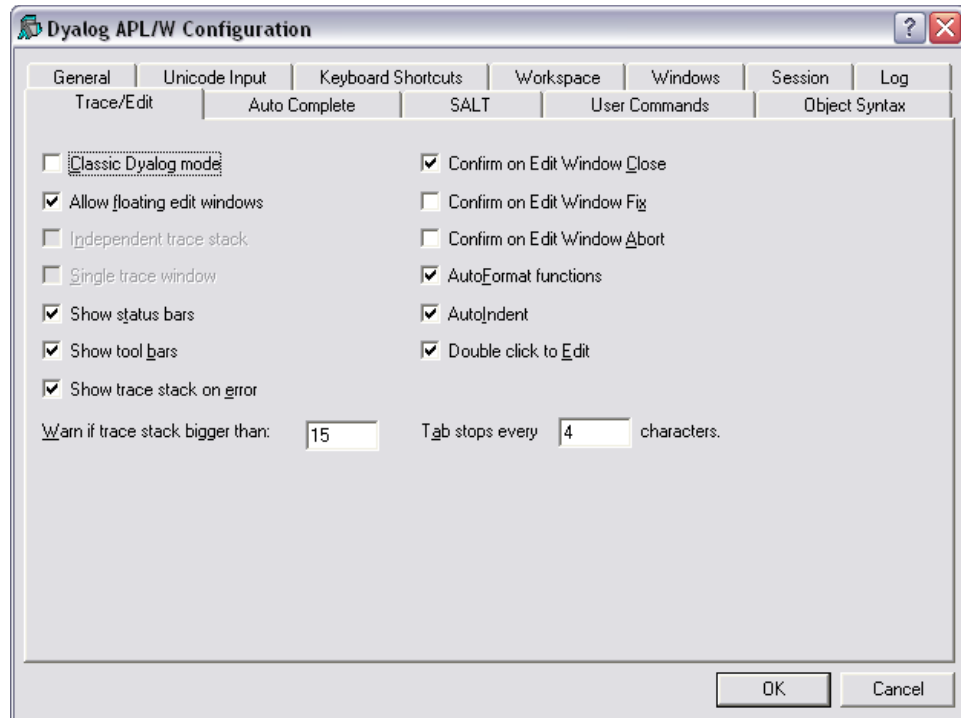 Dyalog APL/W Configuration
General Unicode Input Keyboard Shortcuts Workspace Windows Session Log
Trace/Edit Auto Complete SALT User Commands Object Syntax
Classic Dyalog mode
Allow floating edit windows
Independent trace stack
Single trace window
Show status bars
Show tool bars
Show trace stack on error
Confirm on Edit Window Close
Confirm on Edit Window Fix
Confirm on Edit Window Abort
AutoFormat functions
AutoIndent
Double click to Edit
Warn if trace stack bigger than: 15 Tab stops every 4 characters.
OK Cancel